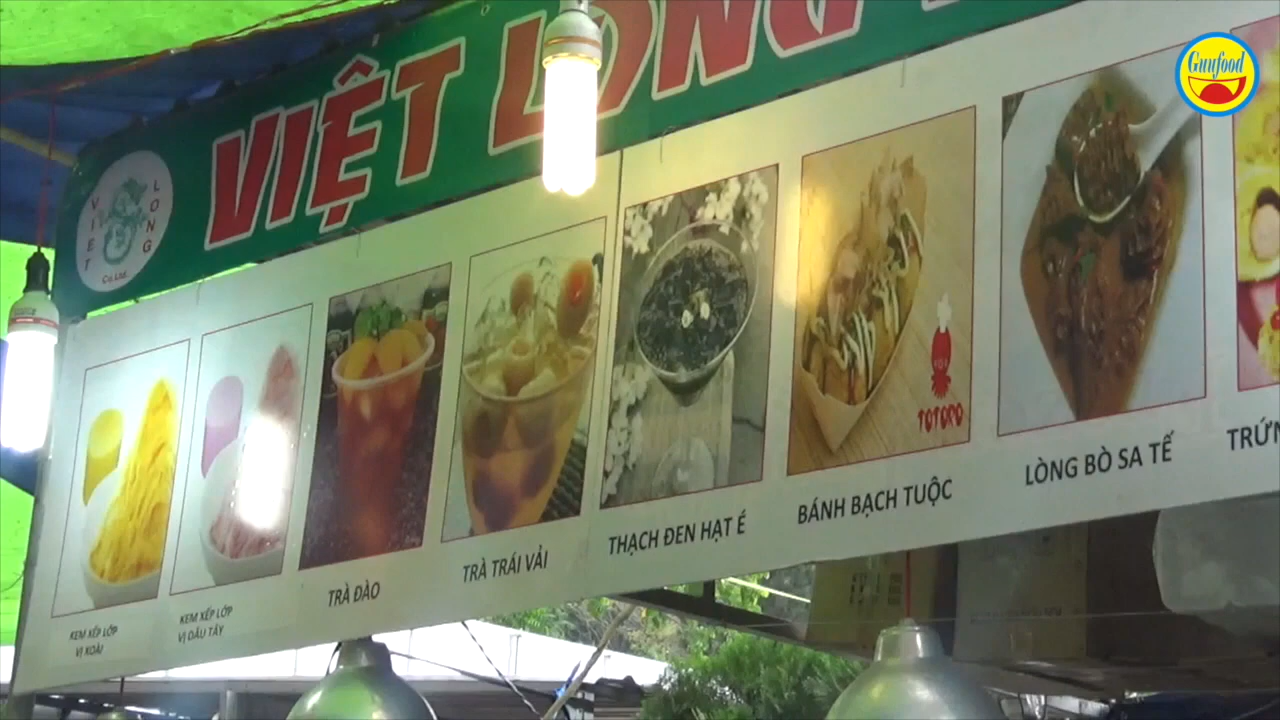 Guufood
VIỆT LONG
VIET LONG
Co.Ltd.
TOTORO
KEM XẾP LỚP
VỊ XOÀI
KEM XẾP LỚP
VỊ DÂU TÂY
TRÀ ĐÀO
TRÀ TRÁI VẢI
THẠCH ĐEN HẠT É
BÁNH BẠCH TUỘC
LÒNG BÒ SA TẾ
TRỨN